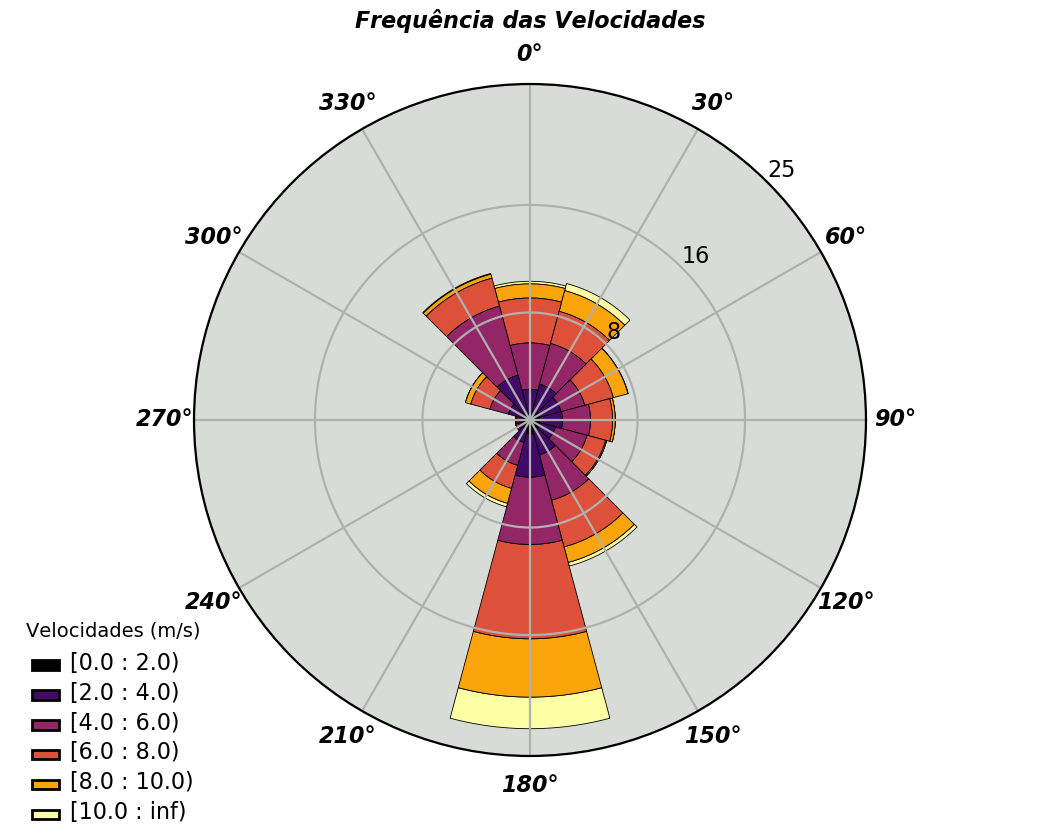 Frequência das Velocidades
0°
330°
30°
25
300°
60°
16
8
270°
90°
240°
120°
210°
150°
180°
Velocidades (m/s)
[0.0 : 2.0)
[2.0 : 4.0)
[4.0 : 6.0)
[6.0 : 8.0)
[8.0 : 10.0)
[10.0 : inf)